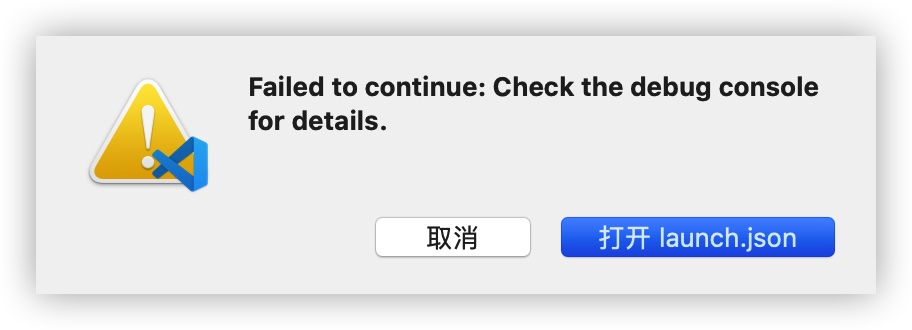 Failed to continue: Check the debug console
for details.
取消
打开 launch.json